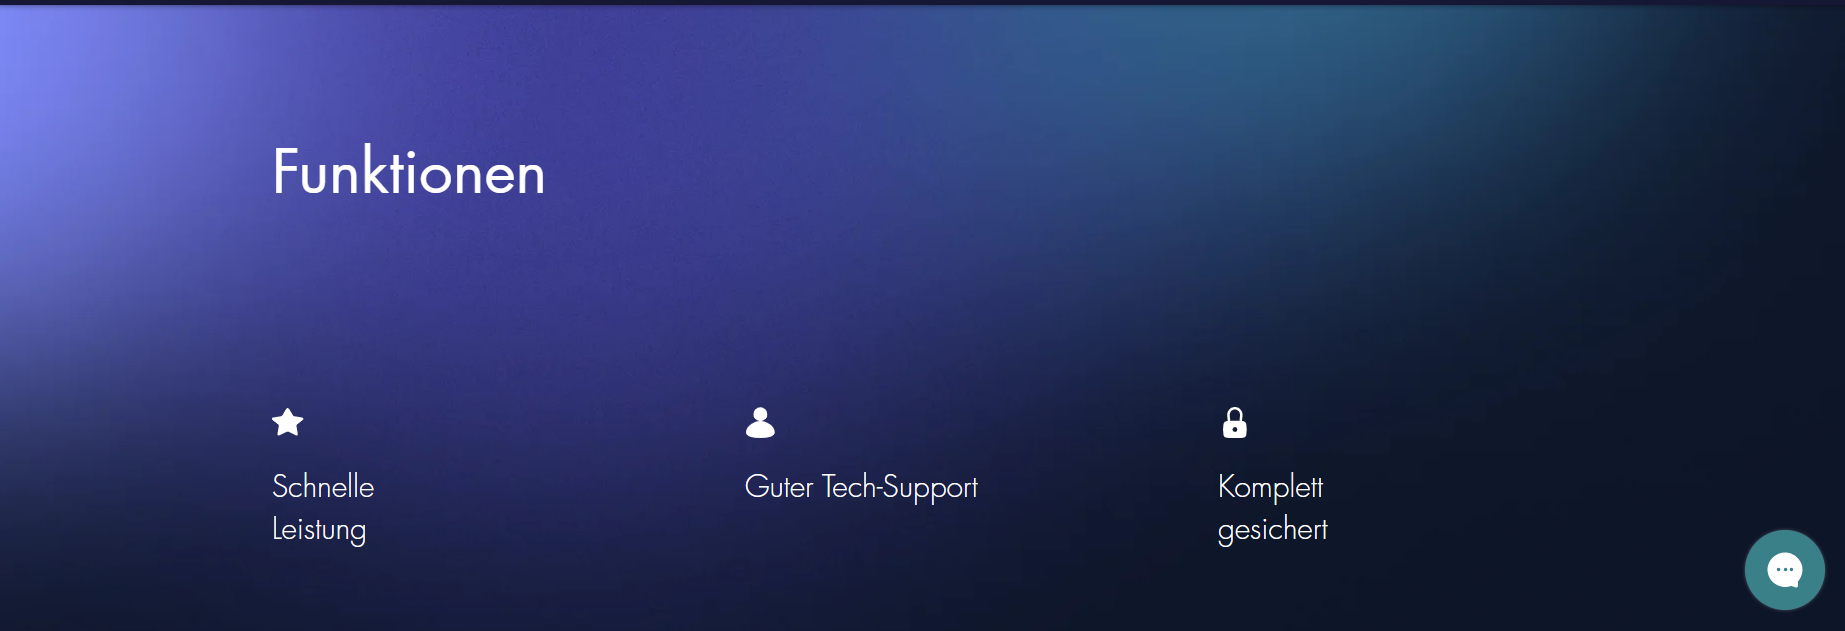 Funktionen
Schnelle
Leistung
Guter Tech-Support
Komplett
gesichert